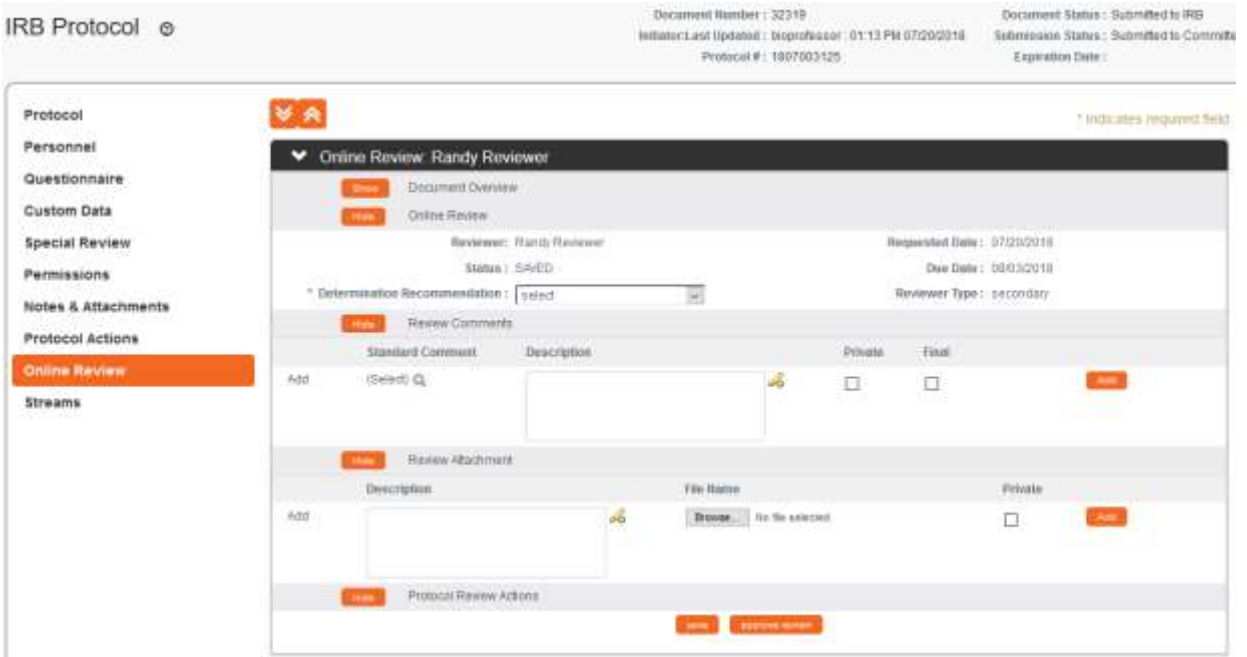 IRB Protocol
Document Number : 32319
Initiator:Last Updated : bioprofessor : 01:13 PM 07/20/2018
Protocol # : 1807003125
Document Status : Submitted to IRB
Submission Status : Submitted to Committe
Expiration Date :
Protocol
Personnel
Questionnaire
Custom Data
Special Review
Permissions
Notes & Attachments
Protocol Actions
Online Review
Streams
* Indicates required field
Online Review: Randy Reviewer
Show Document Overview
Hide Online Review
Reviewer: Randy Reviewer Requested Date : 07/20/2018
Status : SAVED Due Date : 08/03/2018
* Determination Recommendation : select Reviewer Type : secondary
Hide Review Comments
Standard Comment Description Private Final
Add (Select) Add
Hide Review Attachment
Description File Name Private
Add Browse... No file selected. Add
Hide Protocol Review Actions
save approve review